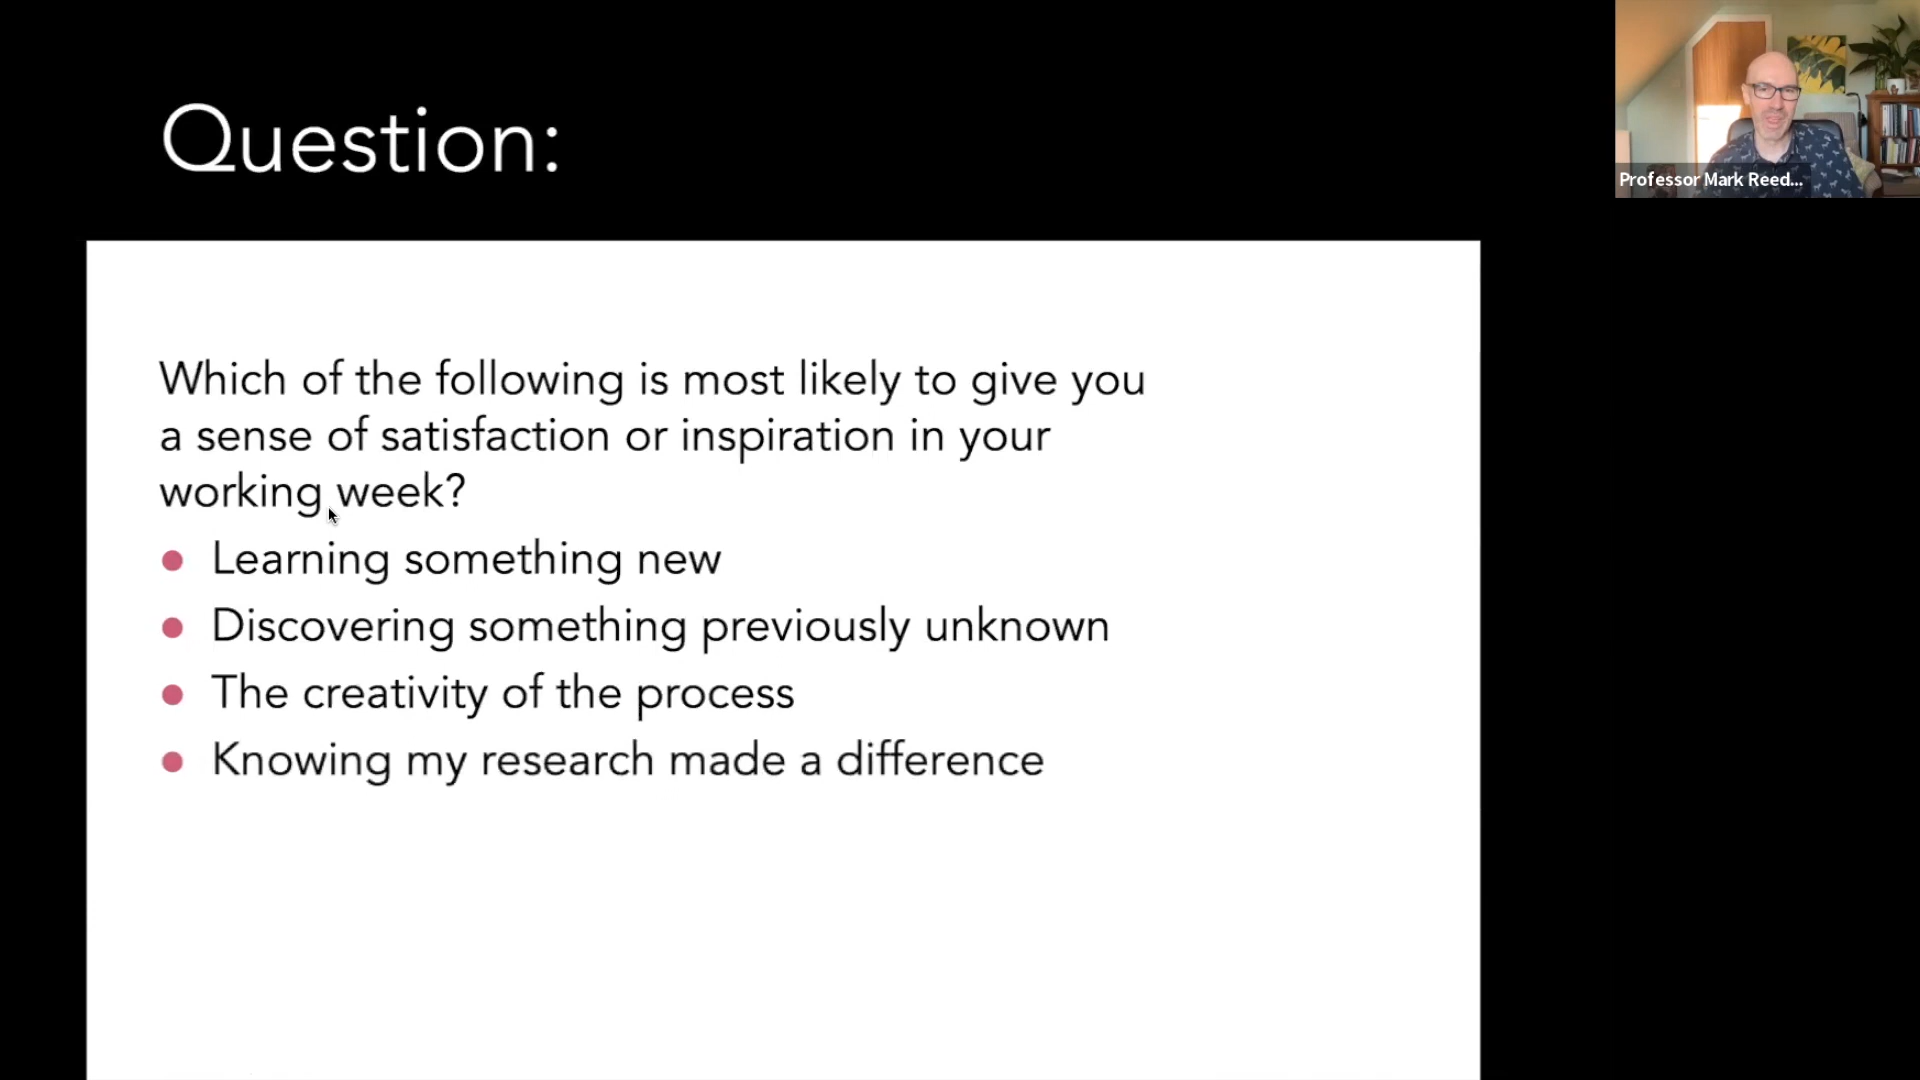 Question:
Professor Mark Reed...
Which of the following is most likely to give you
a sense of satisfaction or inspiration in your
working week?
Learning something new
Discovering something previously unknown
The creativity of the process
Knowing my research made a difference